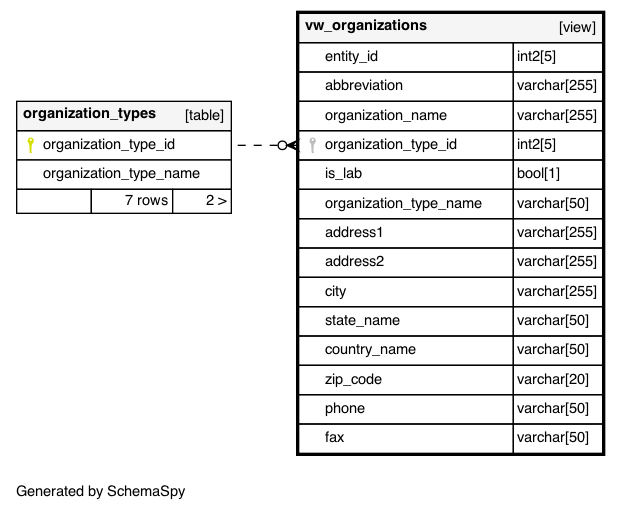 vw_organizations [view]
entity_id int2[5]
abbreviation varchar[255]
organization_name varchar[255]
organization_type_id int2[5]
is_lab bool[1]
organization_type_name varchar[50]
address1 varchar[255]
address2 varchar[255]
city varchar[255]
state_name varchar[50]
country_name varchar[50]
zip_code varchar[20]
phone varchar[50]
fax varchar[50]
organization_types [table]
organization_type_id
organization_type_name
7 rows 2 >
Generated by SchemaSpy